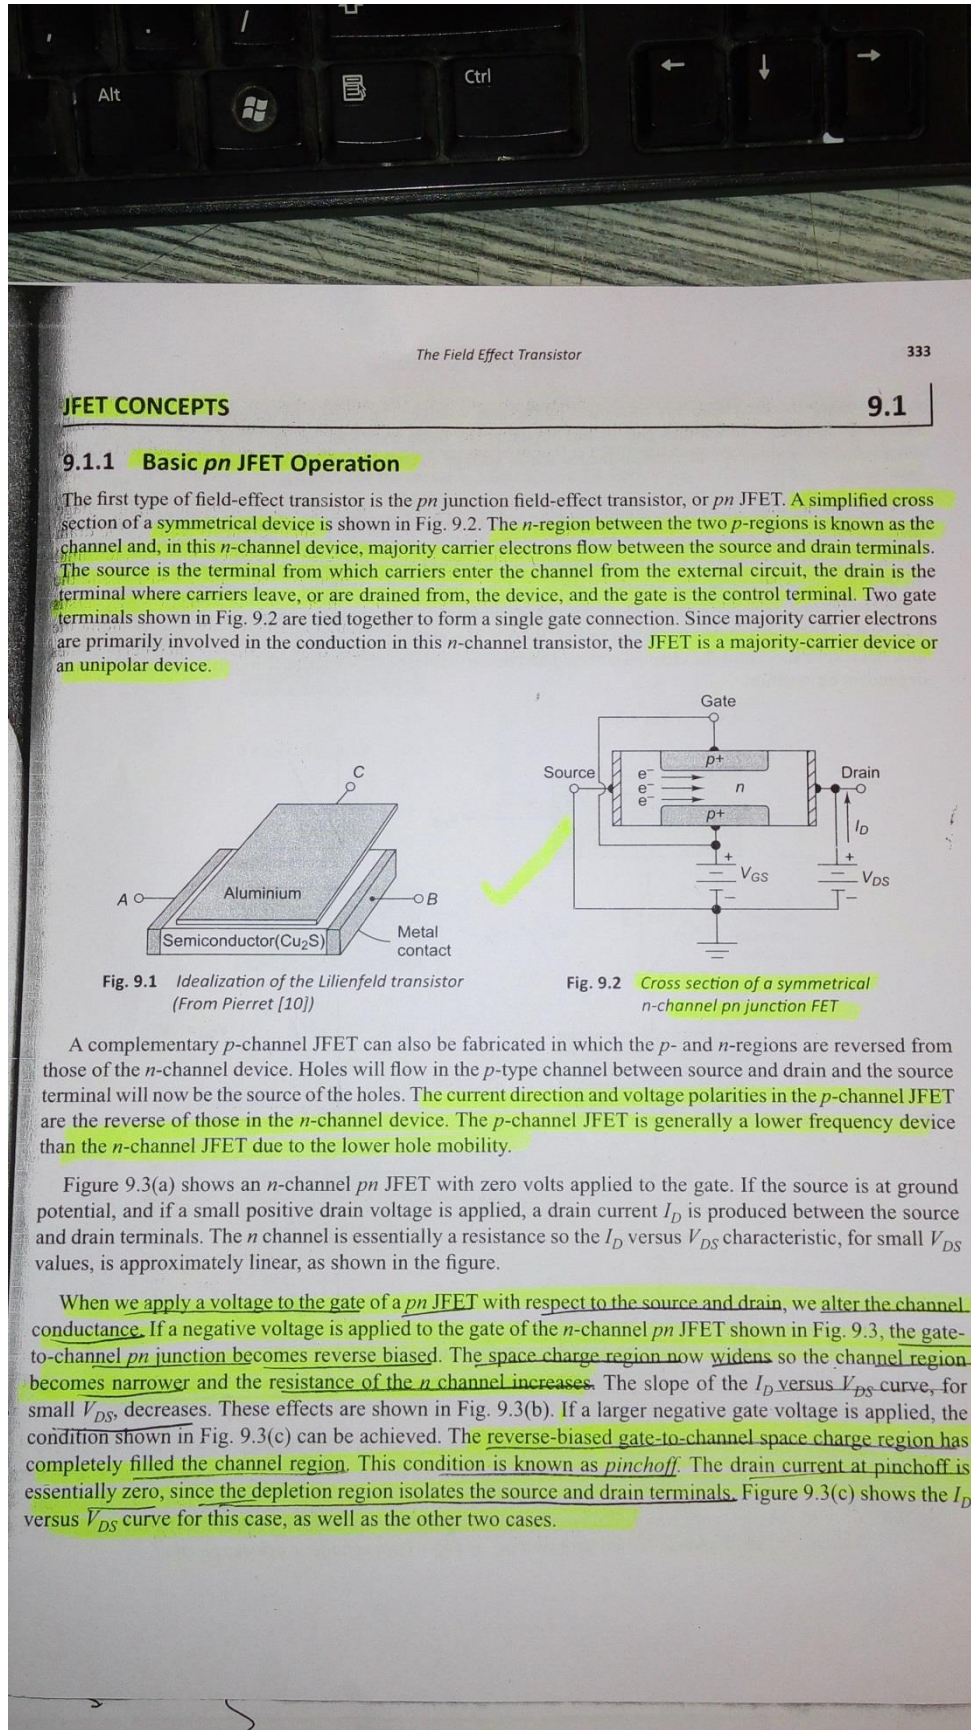 ,
.
/
Alt
Ctrl
←
↓
→
The Field Effect Transistor
333
JFET CONCEPTS
9.1
9.1.1 Basic pn JFET Operation
The first type of field-effect transistor is the pn junction field-effect transistor, or pn JFET. A simplified cross
section of a symmetrical device is shown in Fig. 9.2. The n-region between the two p-regions is known as the
channel and, in this n-channel device, majority carrier electrons flow between the source and drain terminals.
The source is the terminal from which carriers enter the channel from the external circuit, the drain is the
terminal where carriers leave, or are drained from, the device, and the gate is the control terminal. Two gate
terminals shown in Fig. 9.2 are tied together to form a single gate connection. Since majority carrier electrons
are primarily involved in the conduction in this n-channel transistor, the JFET is a majority-carrier device or
an unipolar device.
C
Aluminium
A
B
Semiconductor(Cu₂S)
Metal
contact
Fig. 9.1 Idealization of the Lilienfeld transistor
(From Pierret [10])
Gate
p+
Source
e⁻
e⁻
e⁻
n
Drain
p+
I_D
+
V_GS
−
+
V_DS
−
Fig. 9.2 Cross section of a symmetrical
n-channel pn junction FET
A complementary p-channel JFET can also be fabricated in which the p- and n-regions are reversed from
those of the n-channel device. Holes will flow in the p-type channel between source and drain and the source
terminal will now be the source of the holes. The current direction and voltage polarities in the p-channel JFET
are the reverse of those in the n-channel device. The p-channel JFET is generally a lower frequency device
than the n-channel JFET due to the lower hole mobility.
Figure 9.3(a) shows an n-channel pn JFET with zero volts applied to the gate. If the source is at ground
potential, and if a small positive drain voltage is applied, a drain current I_D is produced between the source
and drain terminals. The n channel is essentially a resistance so the I_D versus V_DS characteristic, for small V_DS
values, is approximately linear, as shown in the figure.
When we apply a voltage to the gate of a pn JFET with respect to the source and drain, we alter the channel
conductance. If a negative voltage is applied to the gate of the n-channel pn JFET shown in Fig. 9.3, the gate-
to-channel pn junction becomes reverse biased. The space charge region now widens so the channel region
becomes narrower and the resistance of the n channel increases. The slope of the I_D versus V_DS curve, for
small V_DS, decreases. These effects are shown in Fig. 9.3(b). If a larger negative gate voltage is applied, the
condition shown in Fig. 9.3(c) can be achieved. The reverse-biased gate-to-channel space charge region has
completely filled the channel region. This condition is known as pinchoff. The drain current at pinchoff is
essentially zero, since the depletion region isolates the source and drain terminals. Figure 9.3(c) shows the I_D
versus V_DS curve for this case, as well as the other two cases.